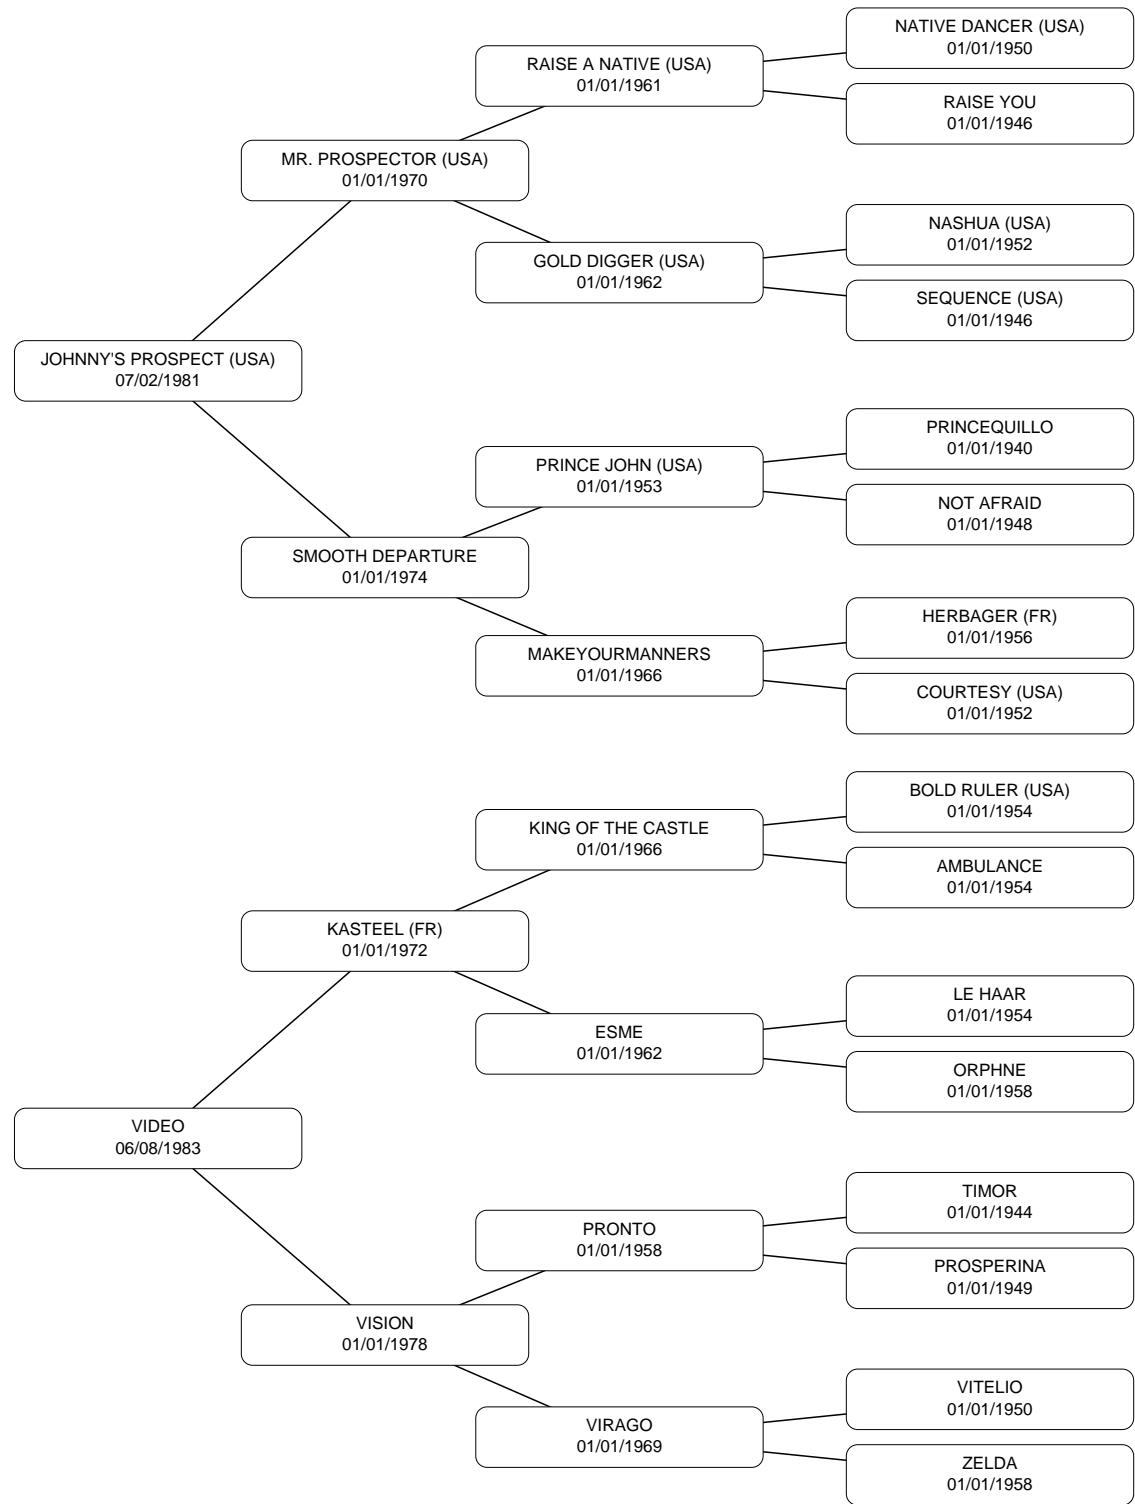 NATIVE DANCER (USA)
01/01/1950
RAISE A NATIVE (USA)
01/01/1961
RAISE YOU
01/01/1946
MR. PROSPECTOR (USA)
01/01/1970
NASHUA (USA)
01/01/1952
GOLD DIGGER (USA)
01/01/1962
SEQUENCE (USA)
01/01/1946
JOHNNY'S PROSPECT (USA)
07/02/1981
PRINCEQUILLO
01/01/1940
PRINCE JOHN (USA)
01/01/1953
NOT AFRAID
01/01/1948
SMOOTH DEPARTURE
01/01/1974
HERBAGER (FR)
01/01/1956
MAKEYOURMANNERS
01/01/1966
COURTESY (USA)
01/01/1952
BOLD RULER (USA)
01/01/1954
KING OF THE CASTLE
01/01/1966
AMBULANCE
01/01/1954
KASTEEL (FR)
01/01/1972
LE HAAR
01/01/1954
ESME
01/01/1962
ORPHNE
01/01/1958
VIDEO
06/08/1983
TIMOR
01/01/1944
PRONTO
01/01/1958
PROSPERINA
01/01/1949
VISION
01/01/1978
VITELIO
01/01/1950
VIRAGO
01/01/1969
ZELDA
01/01/1958